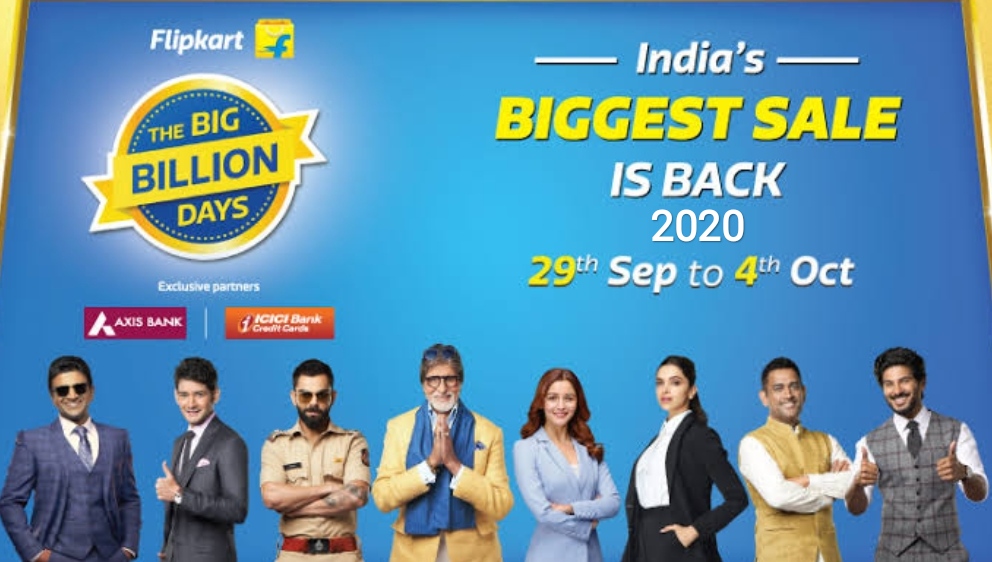 Flipkart
THE BIG
BILLION
DAYS
Exclusive partners
AXIS BANK
ICICI Bank
Credit Cards
India's
BIGGEST SALE
IS BACK
2020
29th Sep to 4th Oct